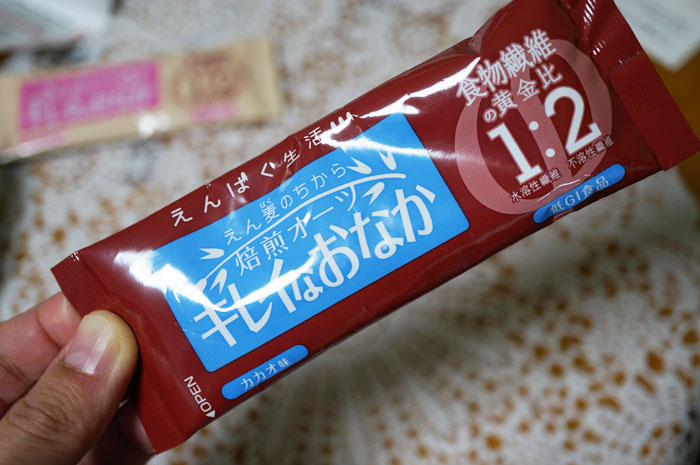 えんばく生活
えん麦のちから
ばく
焙煎オーツ
キレイなおなか
カカオ味
OPEN
食物繊維
の黄金比
1:2
水溶性繊維 不溶性繊維
低GI食品